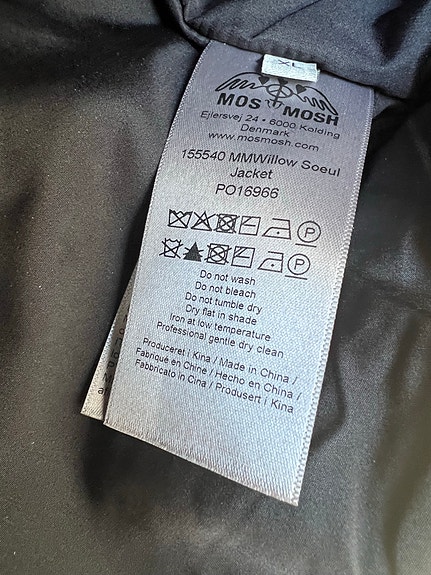 XL
MOS MOSH
Ejlersvej 24 • 6000 Kolding
Denmark
www.mosmosh.com
155540 MMWillow Soeul
Jacket
PO16966
P
P
Do not wash
Do not bleach
Do not tumble dry
Dry flat in shade
Iron at low temperature
Professional gentle dry clean
Produceret i Kina / Made in China /
Fabriqué en Chine / Hecho en China /
Fabbricato in Cina / Produsert i Kina